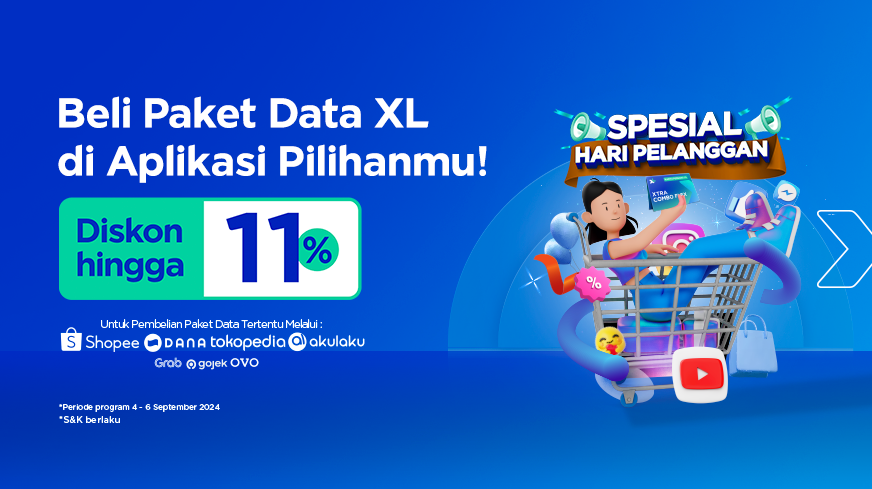 Beli Paket Data XL
di Aplikasi Pilihanmu!
Diskon
hingga
11%
Untuk Pembelian Paket Data Tertentu Melalui :
Shopee DANA tokopedia akulaku
Grab gojek OVO
*Periode program 4 - 6 September 2024
*S&K berlaku
SPESIAL
HARI PELANGGAN
XTRA
COMBO FLEX
%